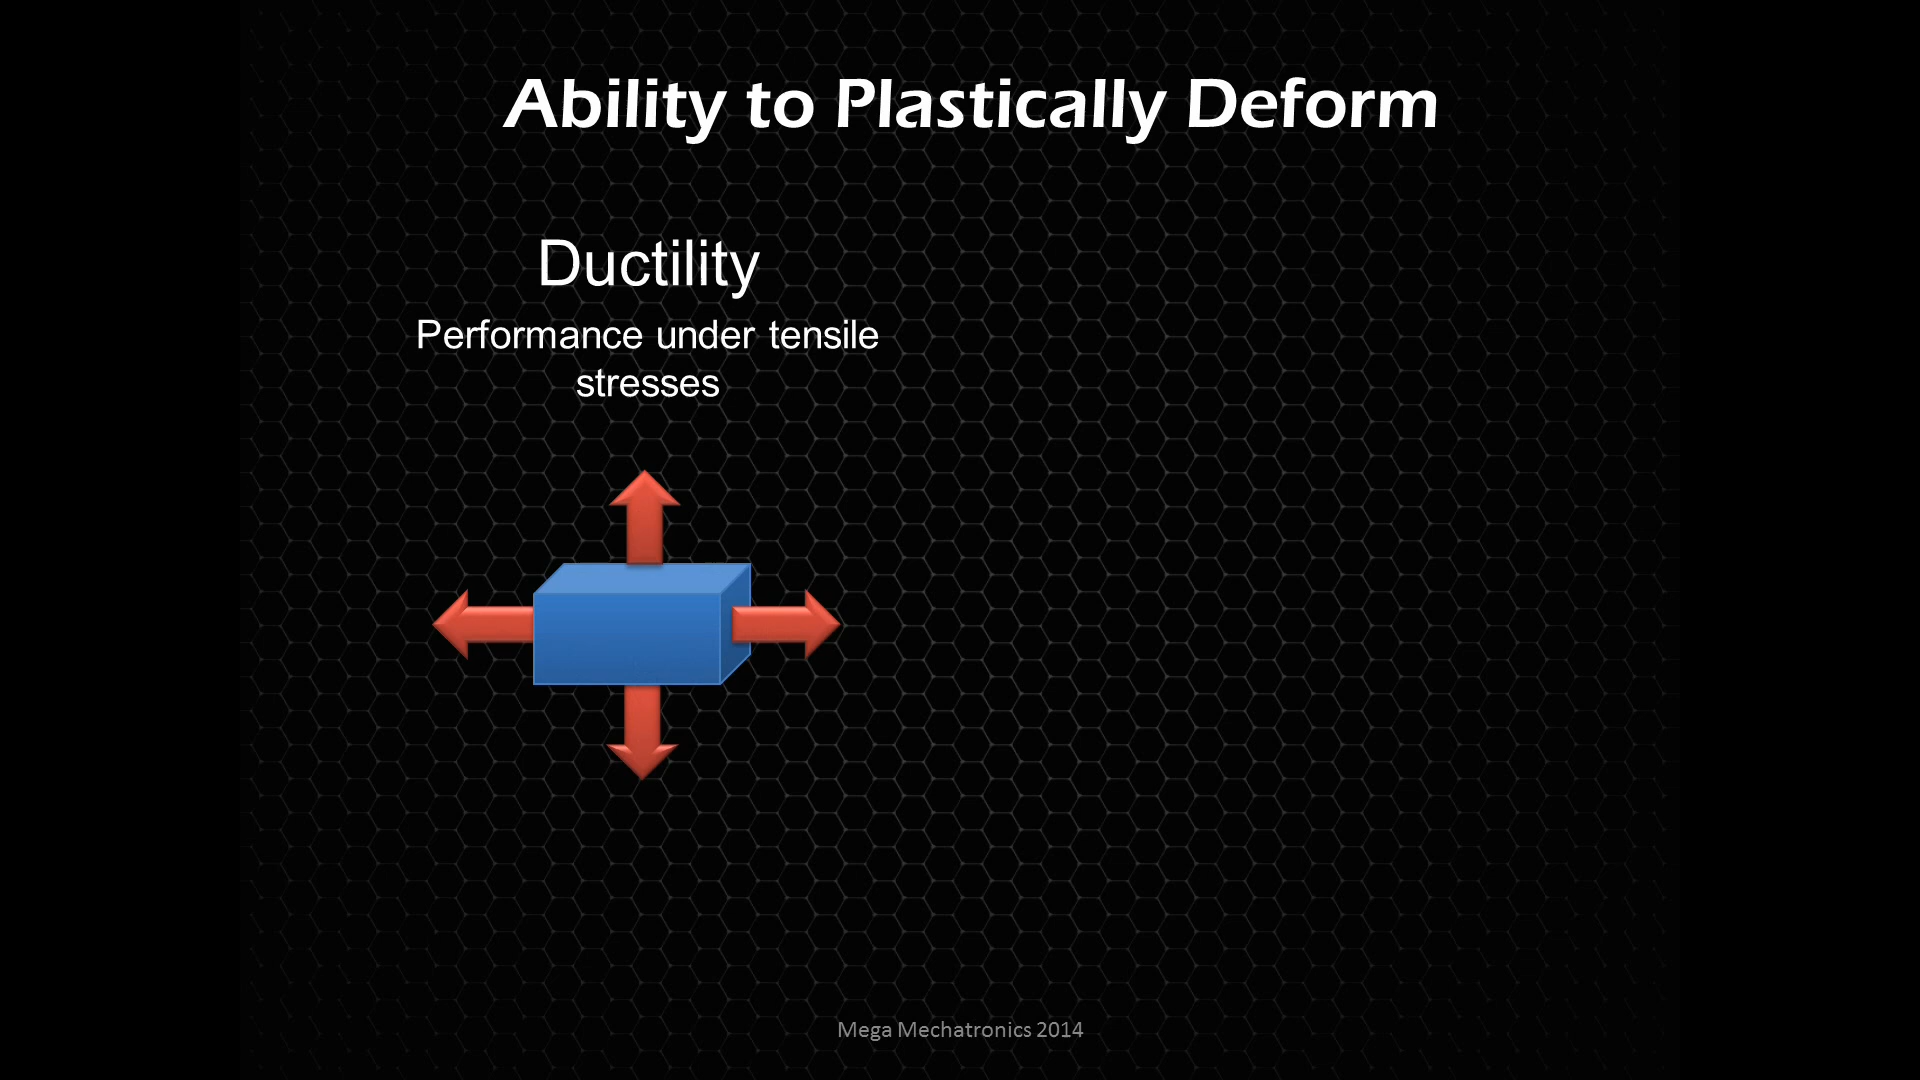 Ability to Plastically Deform
Ductility
Performance under tensile
stresses
Mega Mechatronics 2014